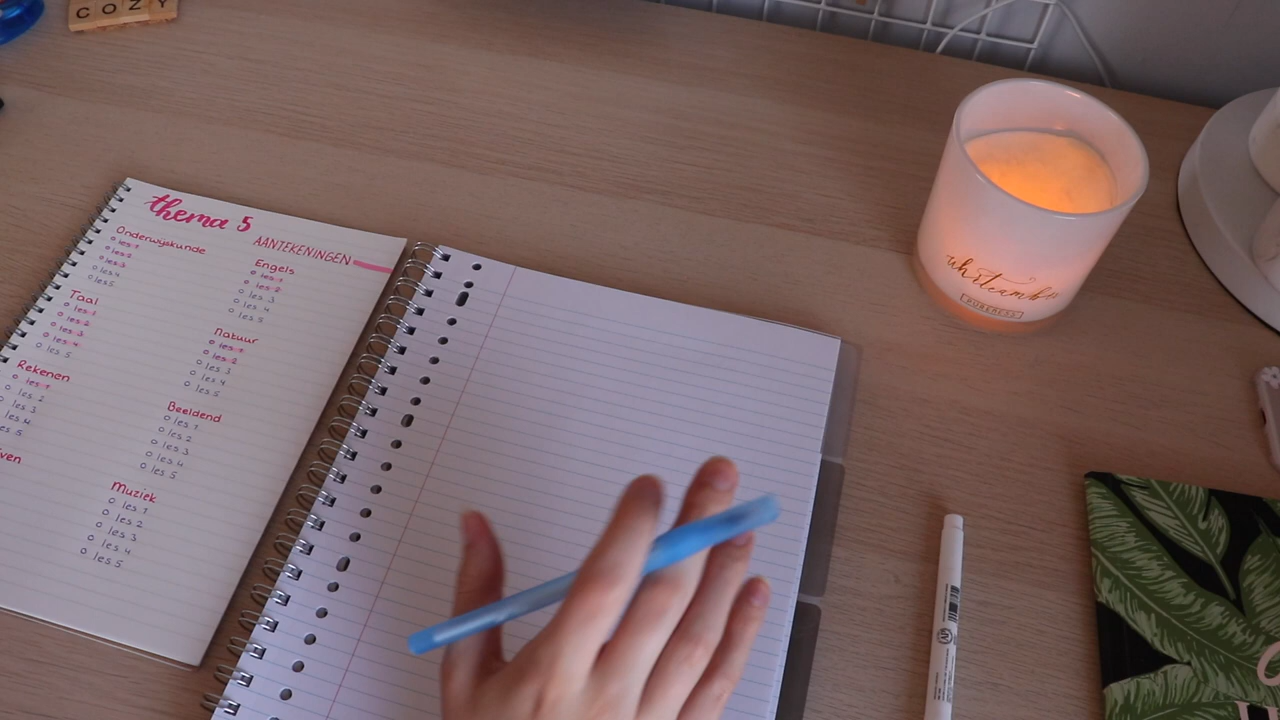 COZY
thema 5
AANTEKENINGEN
Onderwijskunde
les 1
les 2
les 3
les 4
les 5
Taal
les 1
les 2
les 3
les 4
les 5
Rekenen
les 1
les 2
les 3
les 4
les 5
ven
Engels
les 1
les 2
les 3
les 4
les 5
Natuur
les 1
les 2
les 3
les 4
les 5
Beeldend
les 1
les 2
les 3
les 4
les 5
Muziek
les 1
les 2
les 3
les 4
les 5